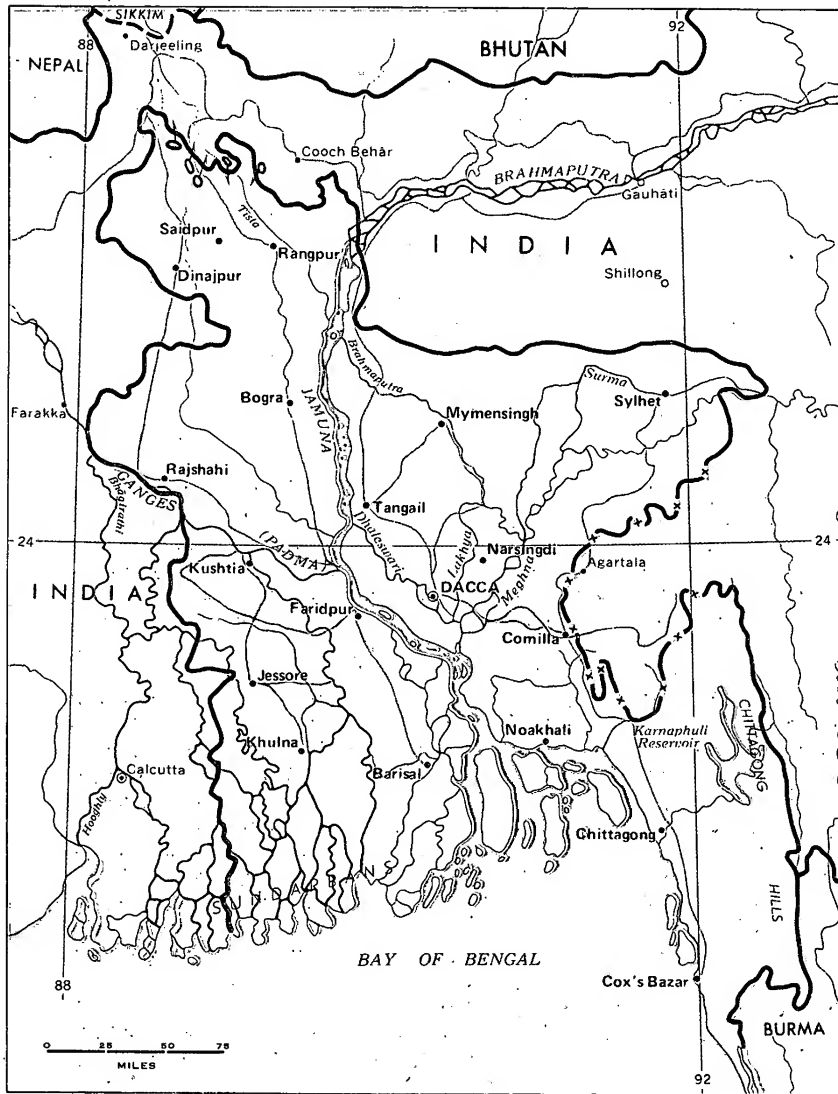 SIKKIM
88
92
Darjeeling
NEPAL
BHUTAN
Cooch Behār
BRAHMAPUTRA
Gauhāti
Tista
Saidpur
Rangpur
INDIA
Dinajpur
Shillong
Brahmaputra
Surma
Sylhet
Farakka
Bogra
JAMUNA
Mymensingh
Rajshahi
GANGES
Bhāgīrathi
Tangail
Dhaleswari
Lakhya
24
(PADMA)
Narsingdi
24
Kushtia
Meghna
Agartala
INDIA
DACCA
Faridpur
Comilla
Jessore
Karnaphuli
Reservoir
CHITTAGONG
Noakhali
Khulna
Calcutta
Barisal
Hooghly
Chittagong
SUNDARBANS
HILLS
BAY OF BENGAL
Cox's Bazar
88
BURMA
0 25 50 75
MILES
92